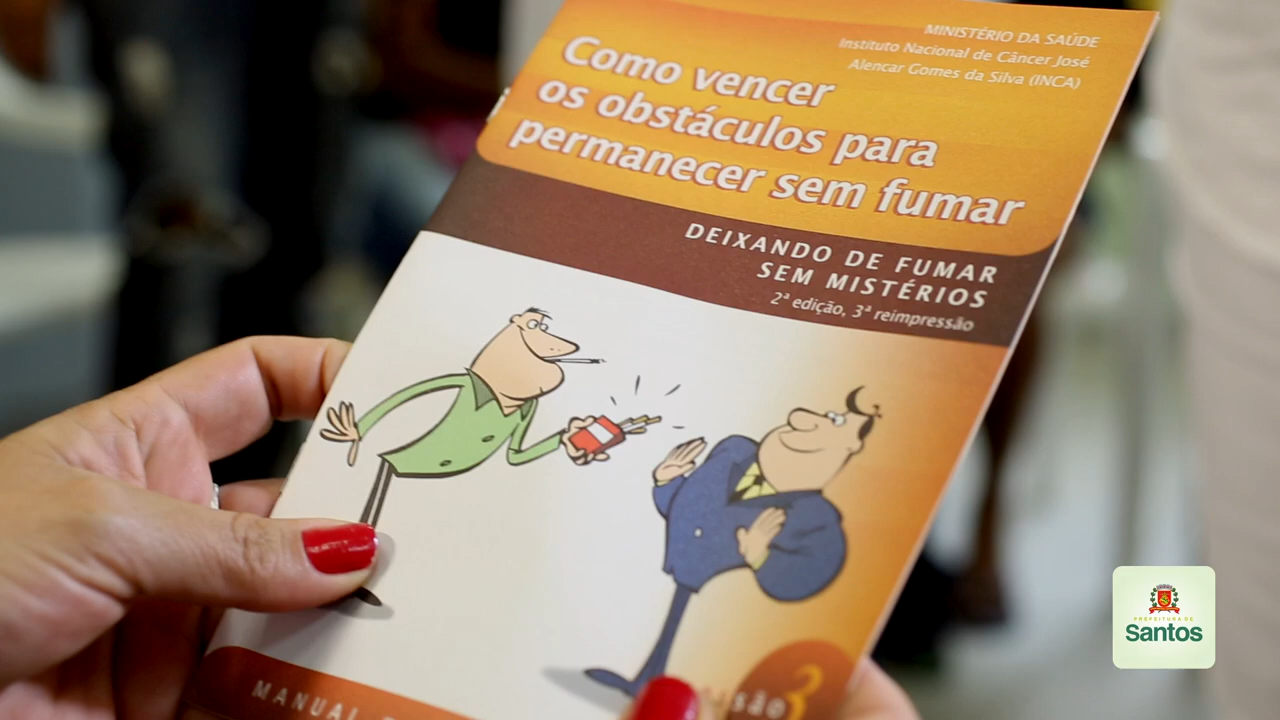 MINISTÉRIO DA SAÚDE
Instituto Nacional de Câncer José
Alencar Gomes da Silva (INCA)
Como vencer
os obstáculos para
permanecer sem fumar
DEIXANDO DE FUMAR
SEM MISTÉRIOS
2ª edição, 3ª reimpressão
MANUAL
são 3
PREFEITURA DE
Santos